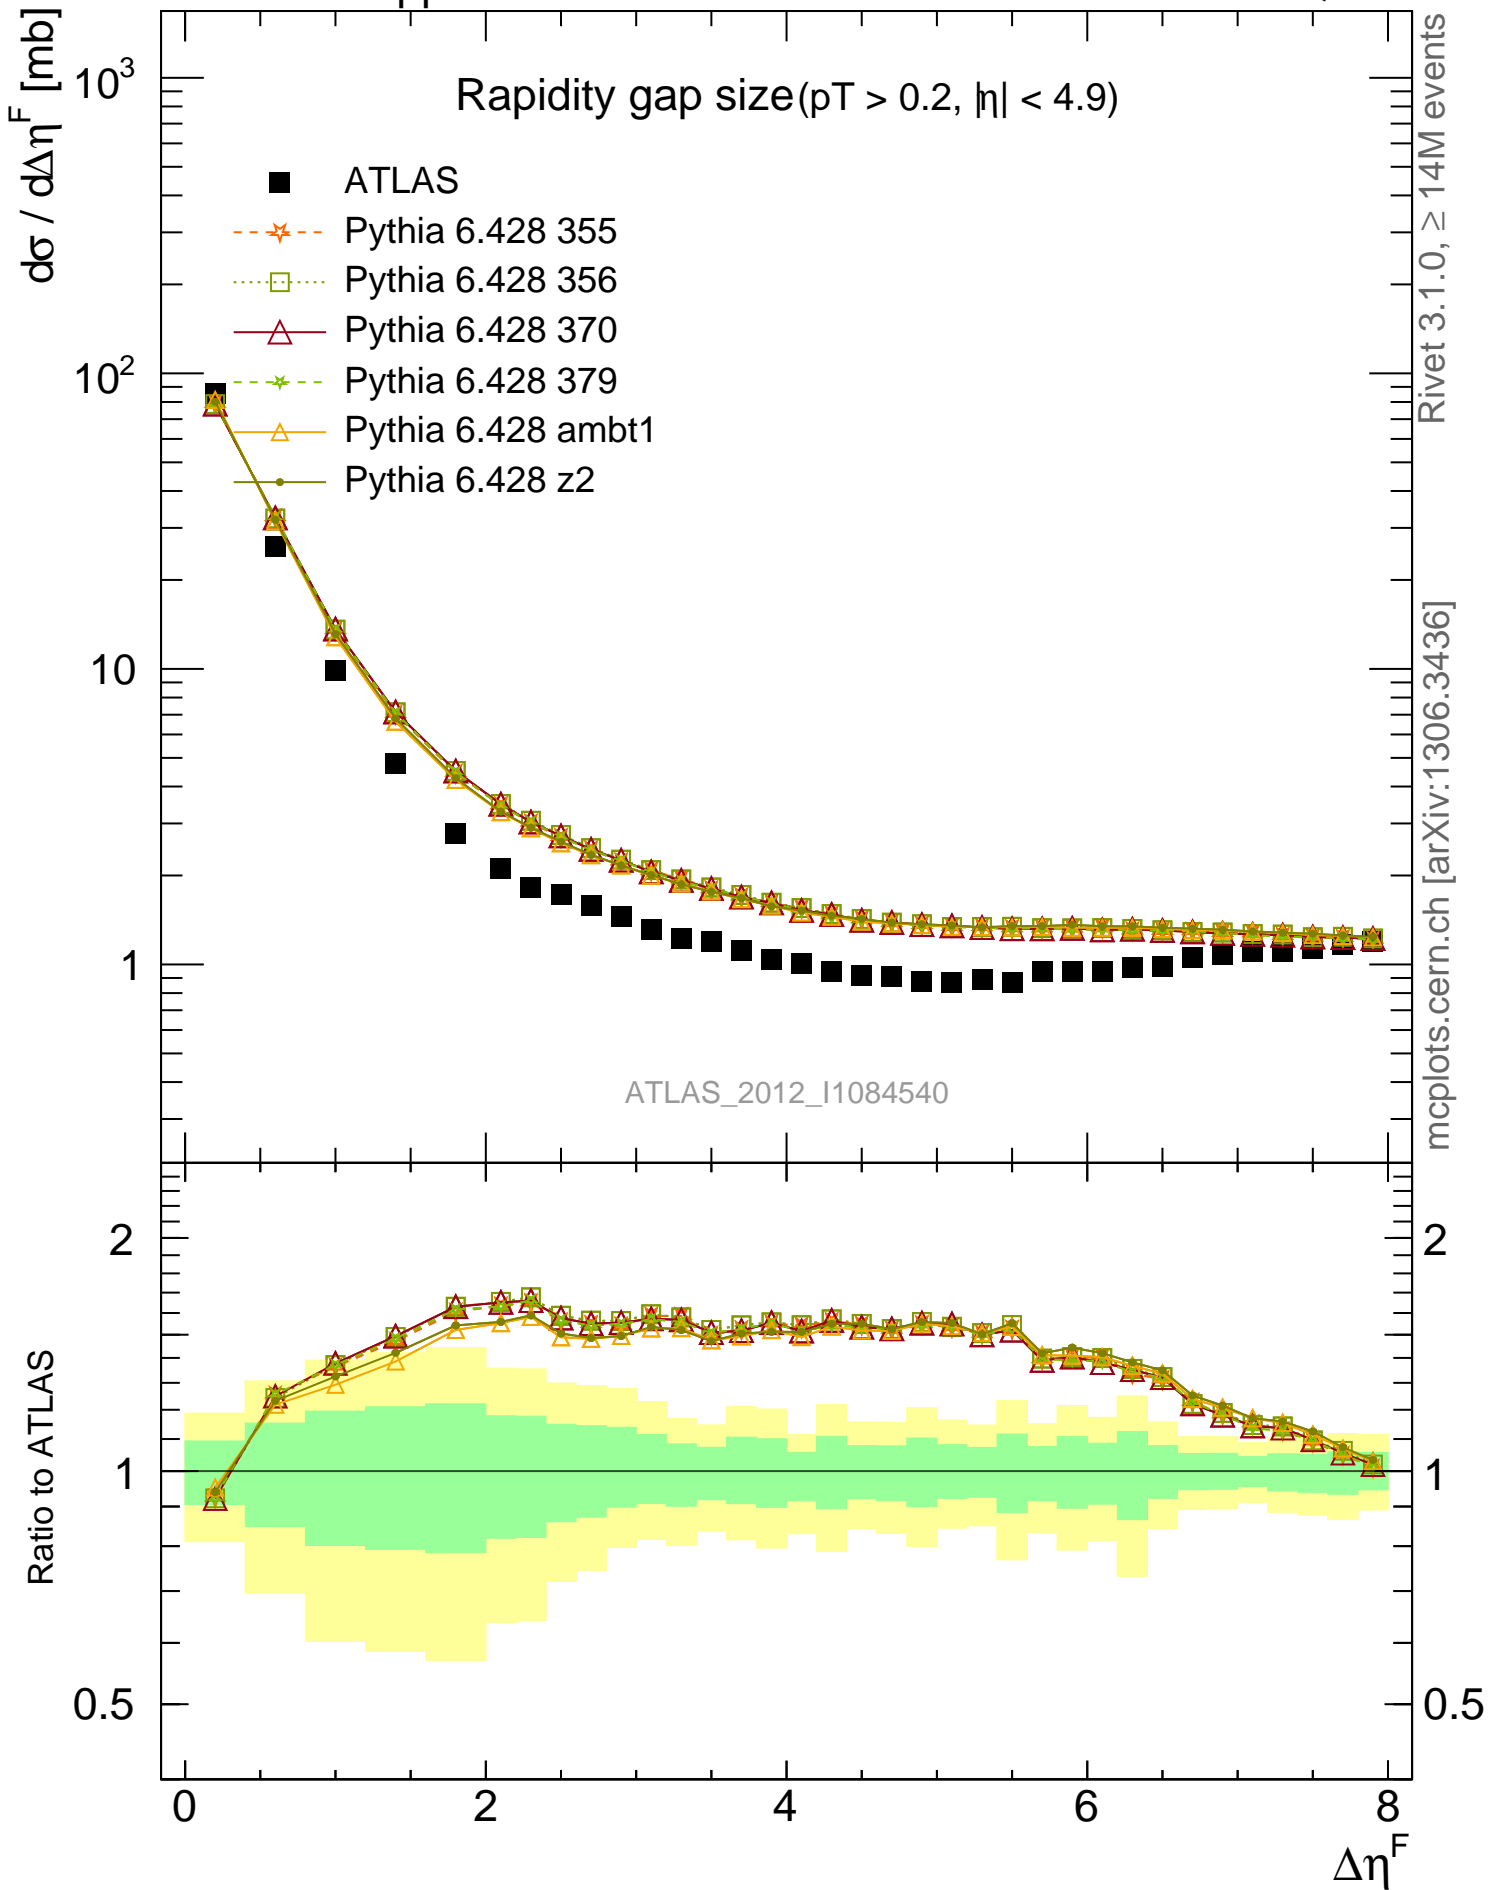 pp
Rapidity gap size (pT > 0.2, |η| < 4.9)
dσ / dΔη^F [mb]
10^3
10^2
10
1
ATLAS
Pythia 6.428 355
Pythia 6.428 356
Pythia 6.428 370
Pythia 6.428 379
Pythia 6.428 ambt1
Pythia 6.428 z2
ATLAS_2012_I1084540
Rivet 3.1.0, ≥ 14M events
mcplots.cern.ch [arXiv:1306.3436]
Ratio to ATLAS
2
1
0.5
2
1
0.5
0 2 4 6 8
Δη^F